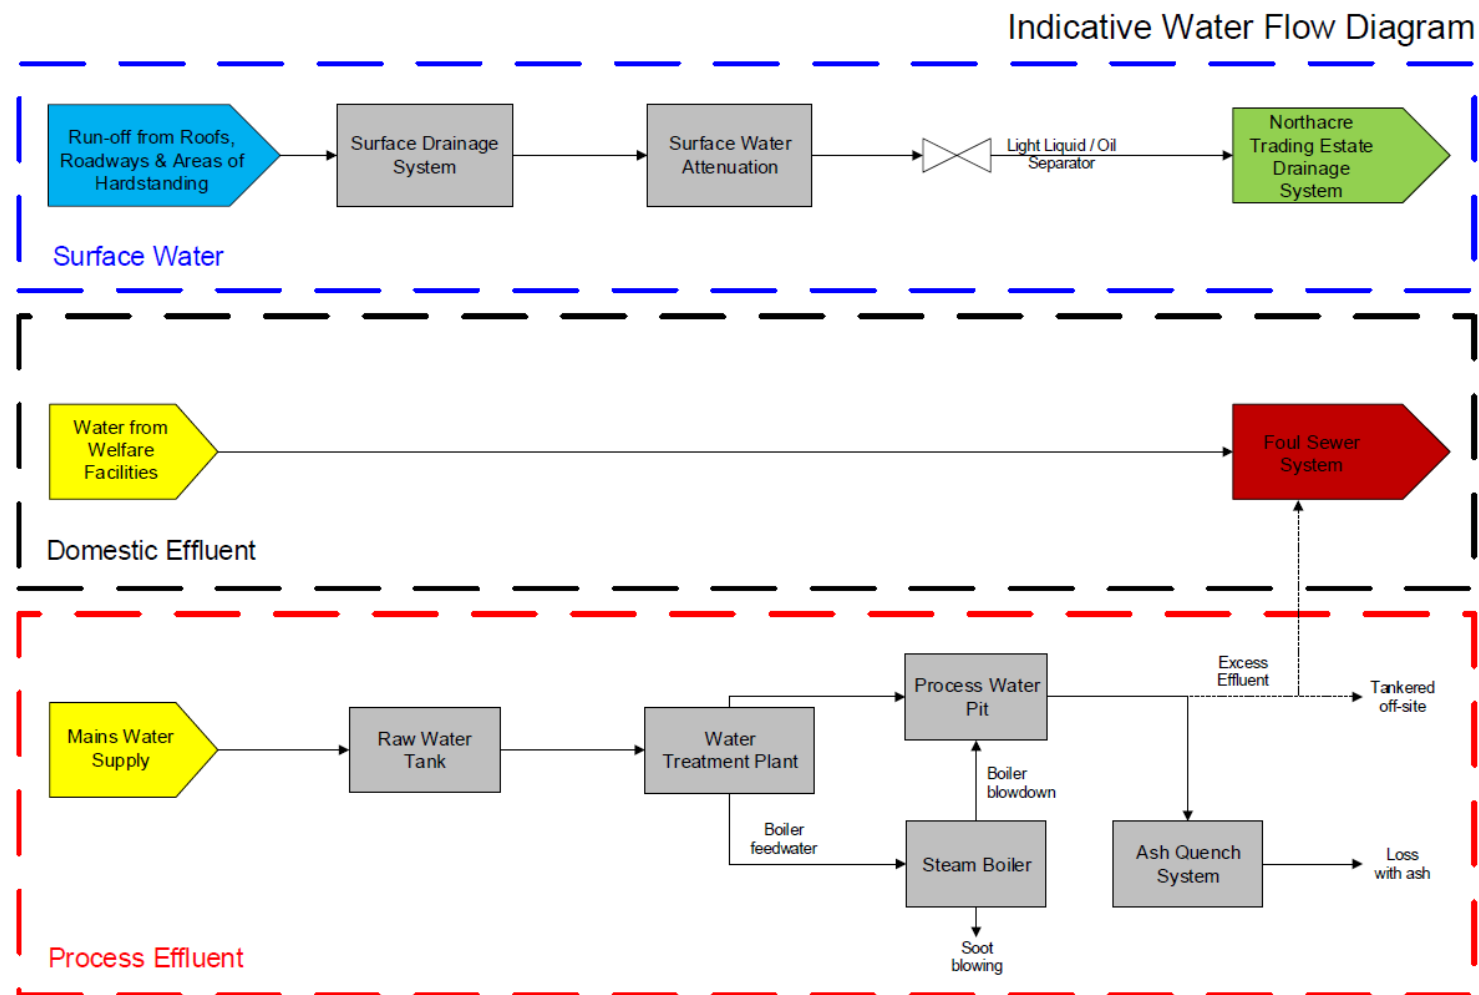 Indicative Water Flow Diagram
Run-off from Roofs,
Roadways & Areas of
Hardstanding
Surface Drainage
System
Surface Water
Attenuation
Light Liquid / Oil
Separator
Northacre
Trading Estate
Drainage
System
Surface Water
Water from
Welfare
Facilities
Foul Sewer
System
Domestic Effluent
Mains Water
Supply
Raw Water
Tank
Water
Treatment Plant
Process Water
Pit
Excess
Effluent
Tankered
off-site
Boiler
blowdown
Boiler
feedwater
Steam Boiler
Ash Quench
System
Loss
with ash
Soot
blowing
Process Effluent